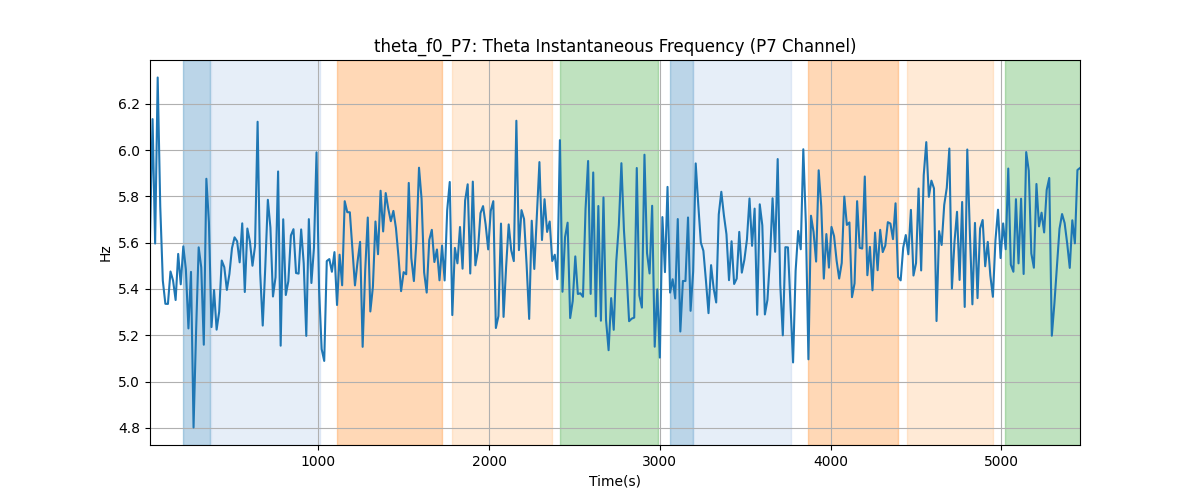 theta_f0_P7: Theta Instantaneous Frequency (P7 Channel)
Hz
6.2
6.0
5.8
5.6
5.4
5.2
5.0
4.8
1000 2000 3000 4000 5000
Time(s)